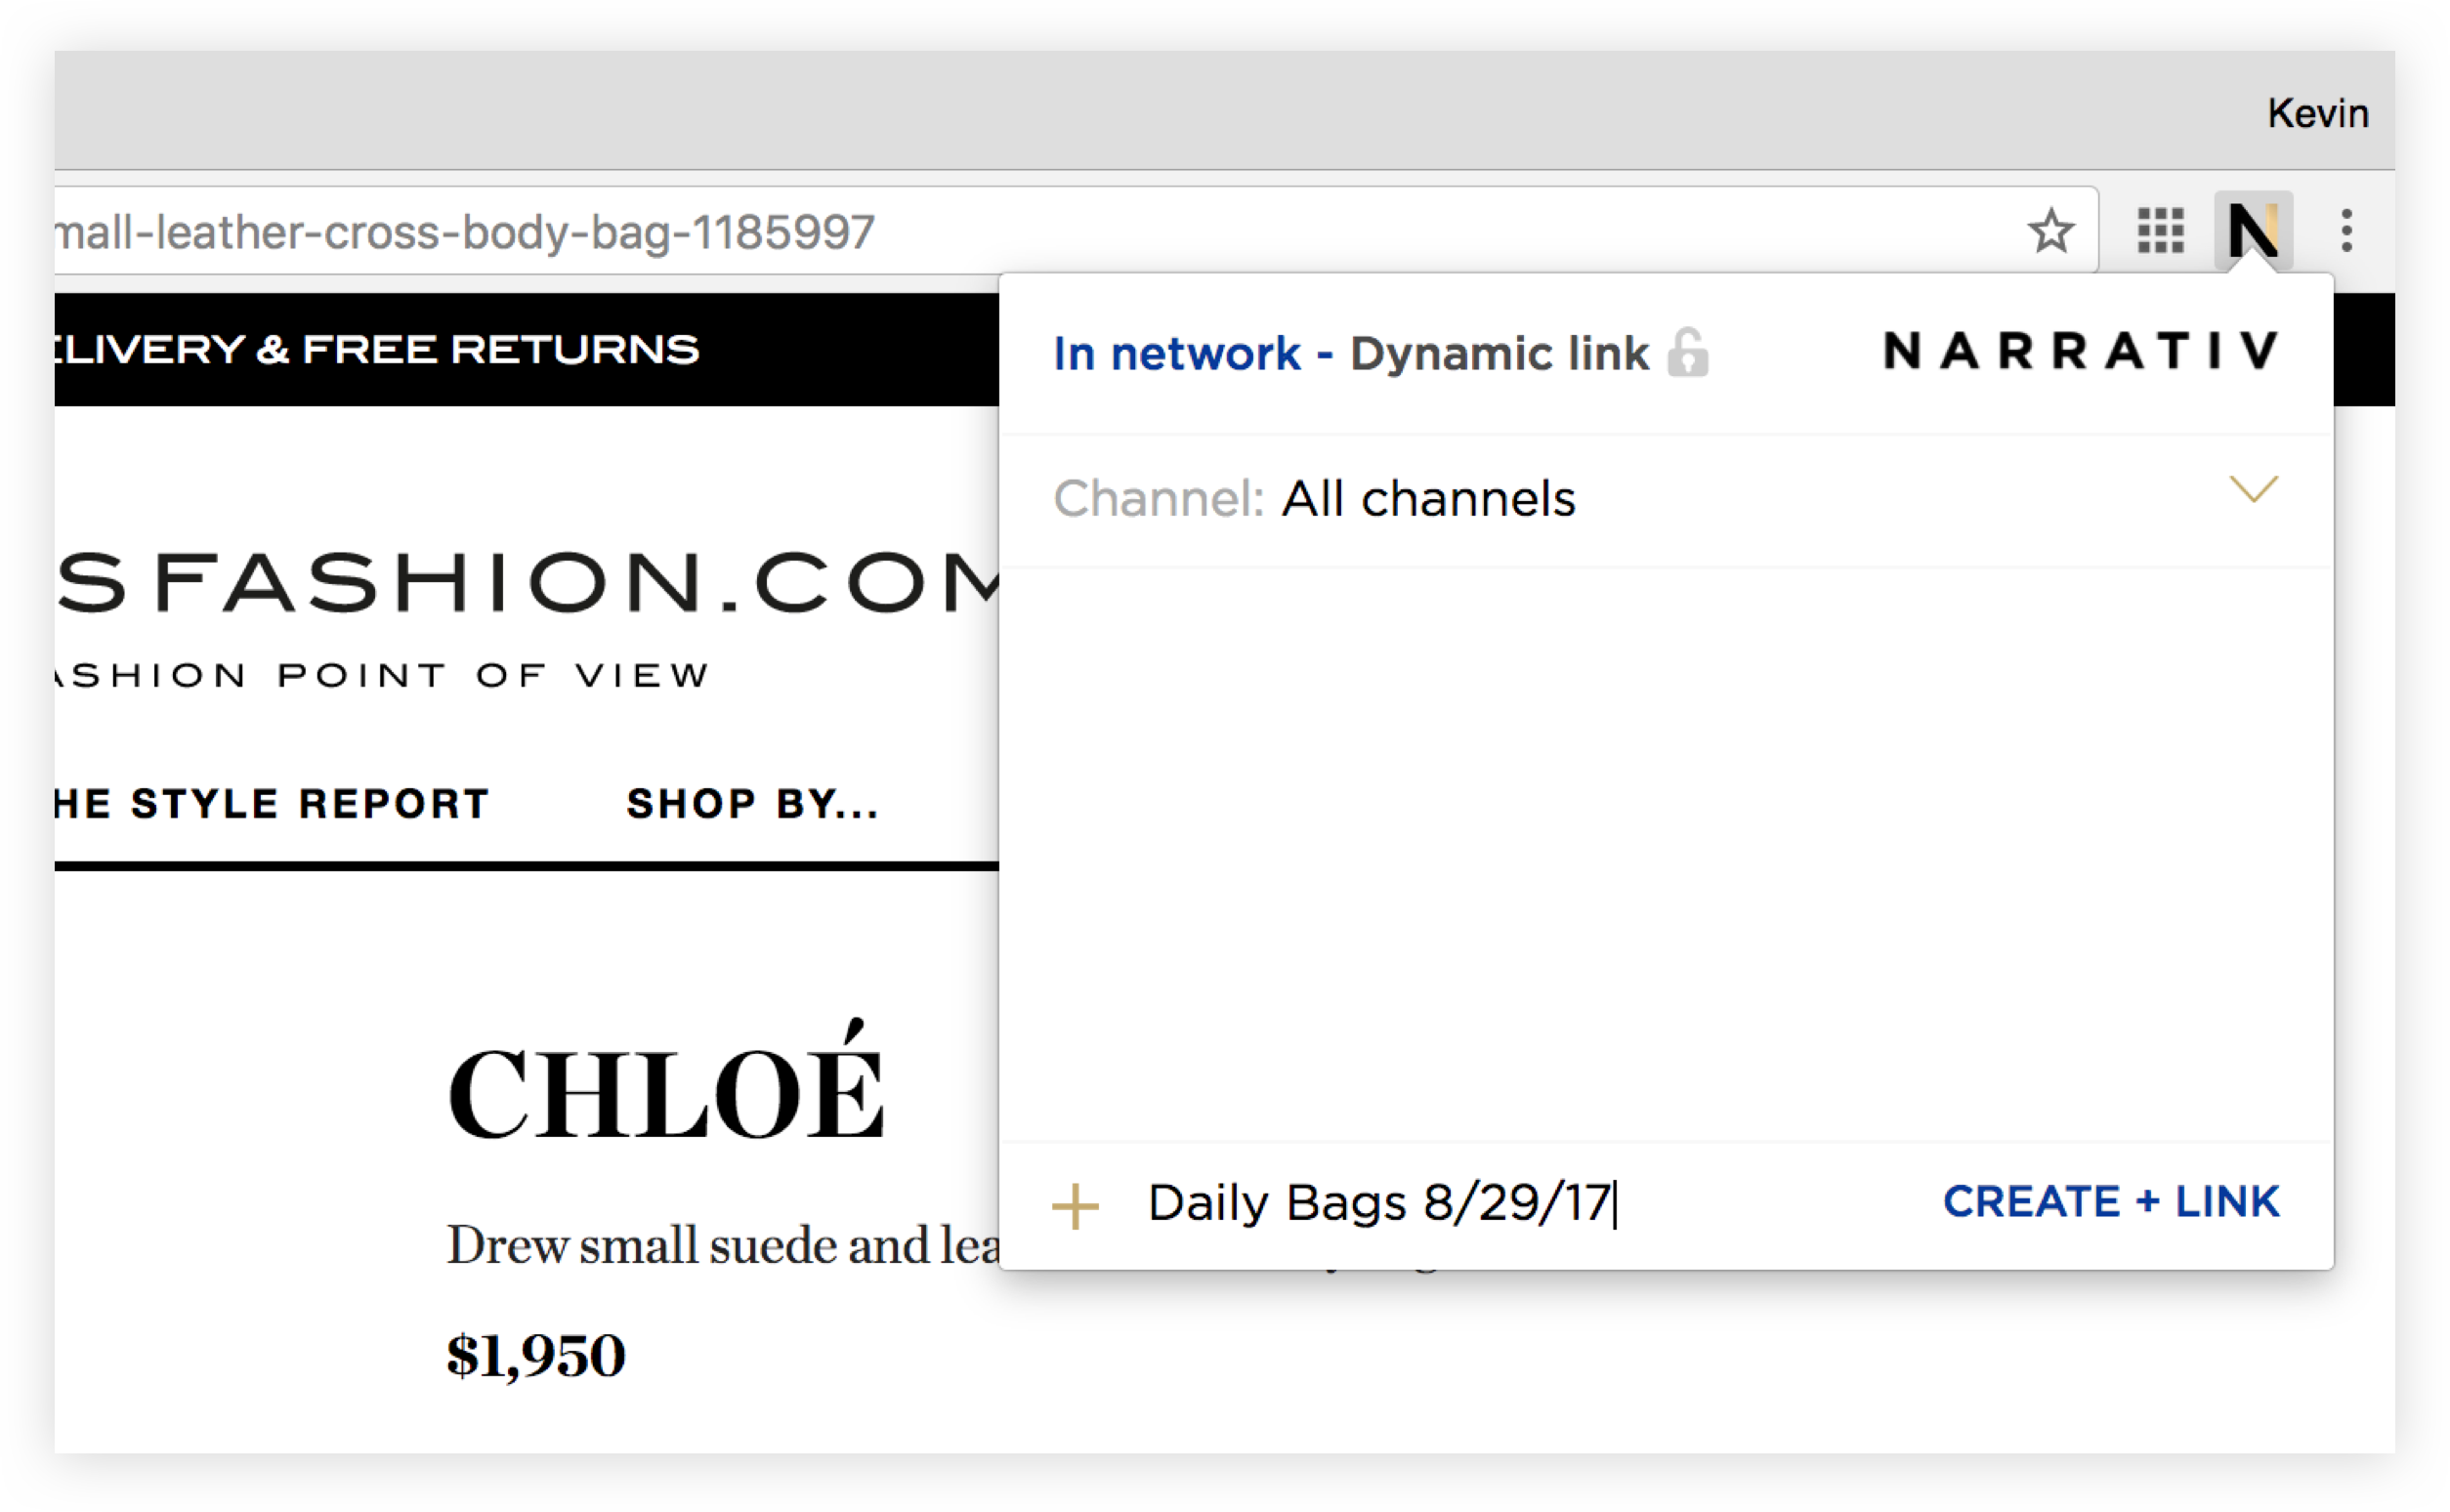 Kevin
mall-leather-cross-body-bag-1185997
N
ELIVERY & FREE RETURNS
In network - Dynamic link
NARRATIV
Channel: All channels
SFASHION.COM
ASHION POINT OF VIEW
HE STYLE REPORT
SHOP BY...
CHLOÉ
Drew small suede and lea
$1,950
Daily Bags 8/29/17
CREATE + LINK